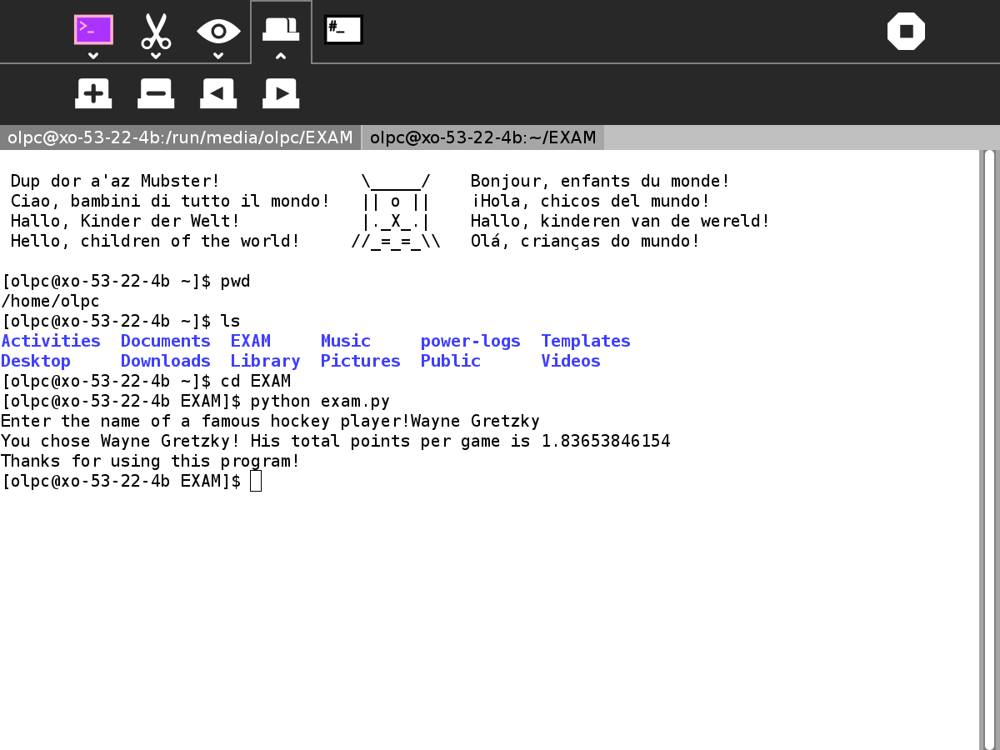 >_
#_
olpc@xo-53-22-4b:/run/media/olpc/EXAM olpc@xo-53-22-4b:~/EXAM
Dup dor a'az Mubster!              \_____/    Bonjour, enfants du monde!
Ciao, bambini di tutto il mondo!   || o ||    ¡Hola, chicos del mundo!
Hallo, Kinder der Welt!            |._X_.|    Hallo, kinderen van de wereld!
Hello, children of the world!     //_=_=_\\   Olá, crianças do mundo!
[olpc@xo-53-22-4b ~]$ pwd
/home/olpc
[olpc@xo-53-22-4b ~]$ ls
Activities  Documents  EXAM     Music     power-logs  Templates
Desktop     Downloads  Library  Pictures  Public      Videos
[olpc@xo-53-22-4b ~]$ cd EXAM
[olpc@xo-53-22-4b EXAM]$ python exam.py
Enter the name of a famous hockey player!Wayne Gretzky
You chose Wayne Gretzky! His total points per game is 1.83653846154
Thanks for using this program!
[olpc@xo-53-22-4b EXAM]$